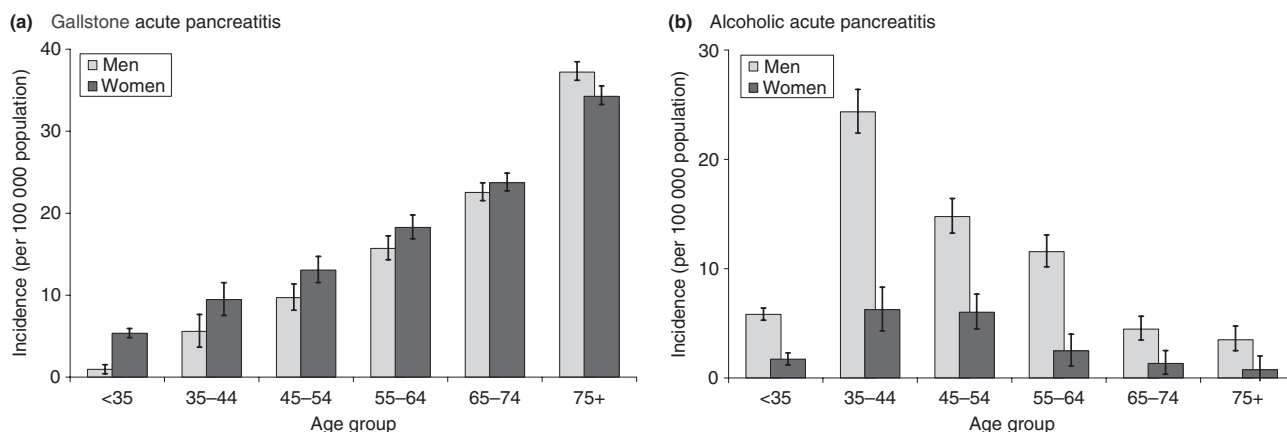 (a) Gallstone acute pancreatitis
40
30
20
10
0
Incidence (per 100 000 population)
Men
Women
<35 35–44 45–54 55–64 65–74 75+
Age group
(b) Alcoholic acute pancreatitis
30
20
10
0
Incidence (per 100 000 population)
Men
Women
<35 35–44 45–54 55–64 65–74 75+
Age group